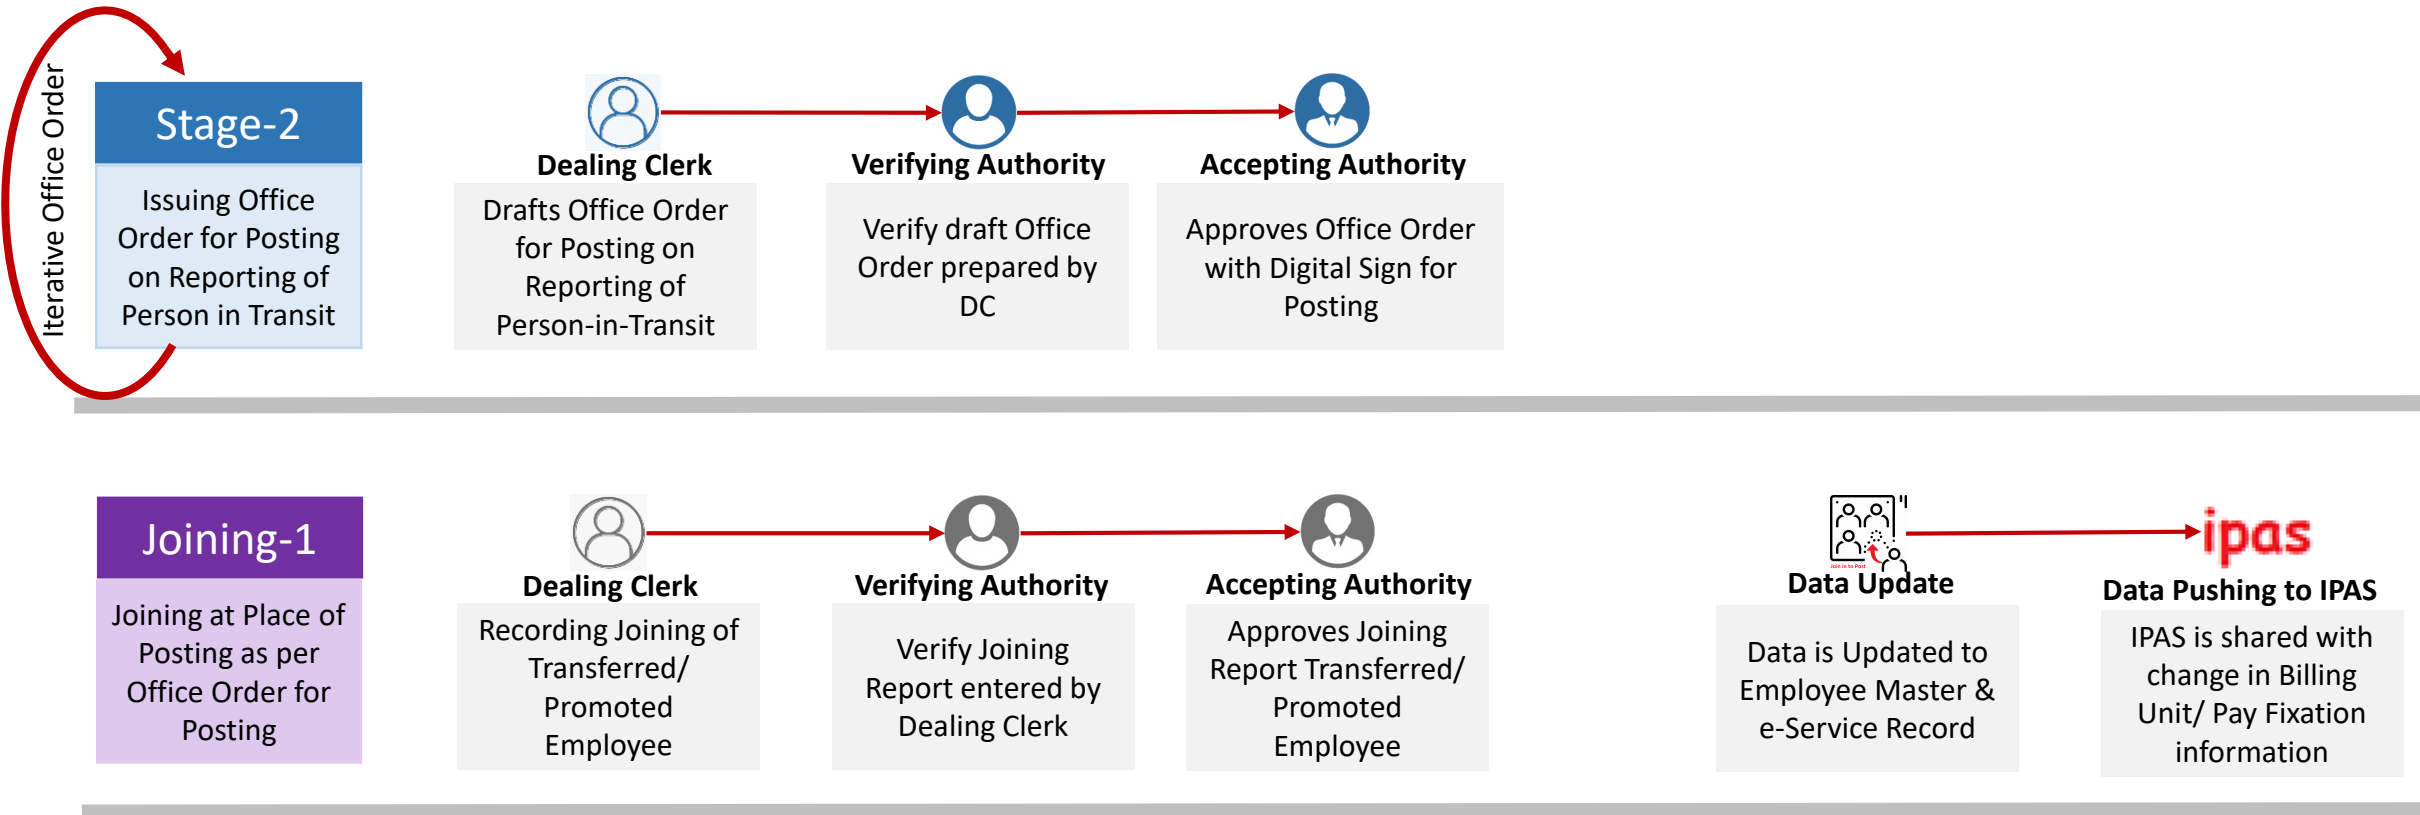 Iterative Office Order
Stage-2
Issuing Office
Order for Posting
on Reporting of
Person in Transit
Dealing Clerk
Drafts Office Order
for Posting on
Reporting of
Person-in-Transit
Verifying Authority
Verify draft Office
Order prepared by
DC
Accepting Authority
Approves Office Order
with Digital Sign for
Posting
Joining-1
Joining at Place of
Posting as per
Office Order for
Posting
Dealing Clerk
Recording Joining of
Transferred/
Promoted
Employee
Verifying Authority
Verify Joining
Report entered by
Dealing Clerk
Accepting Authority
Approves Joining
Report Transferred/
Promoted
Employee
Join in to Post
Data Update
Data is Updated to
Employee Master &
e-Service Record
ipas
Data Pushing to IPAS
IPAS is shared with
change in Billing
Unit/ Pay Fixation
information